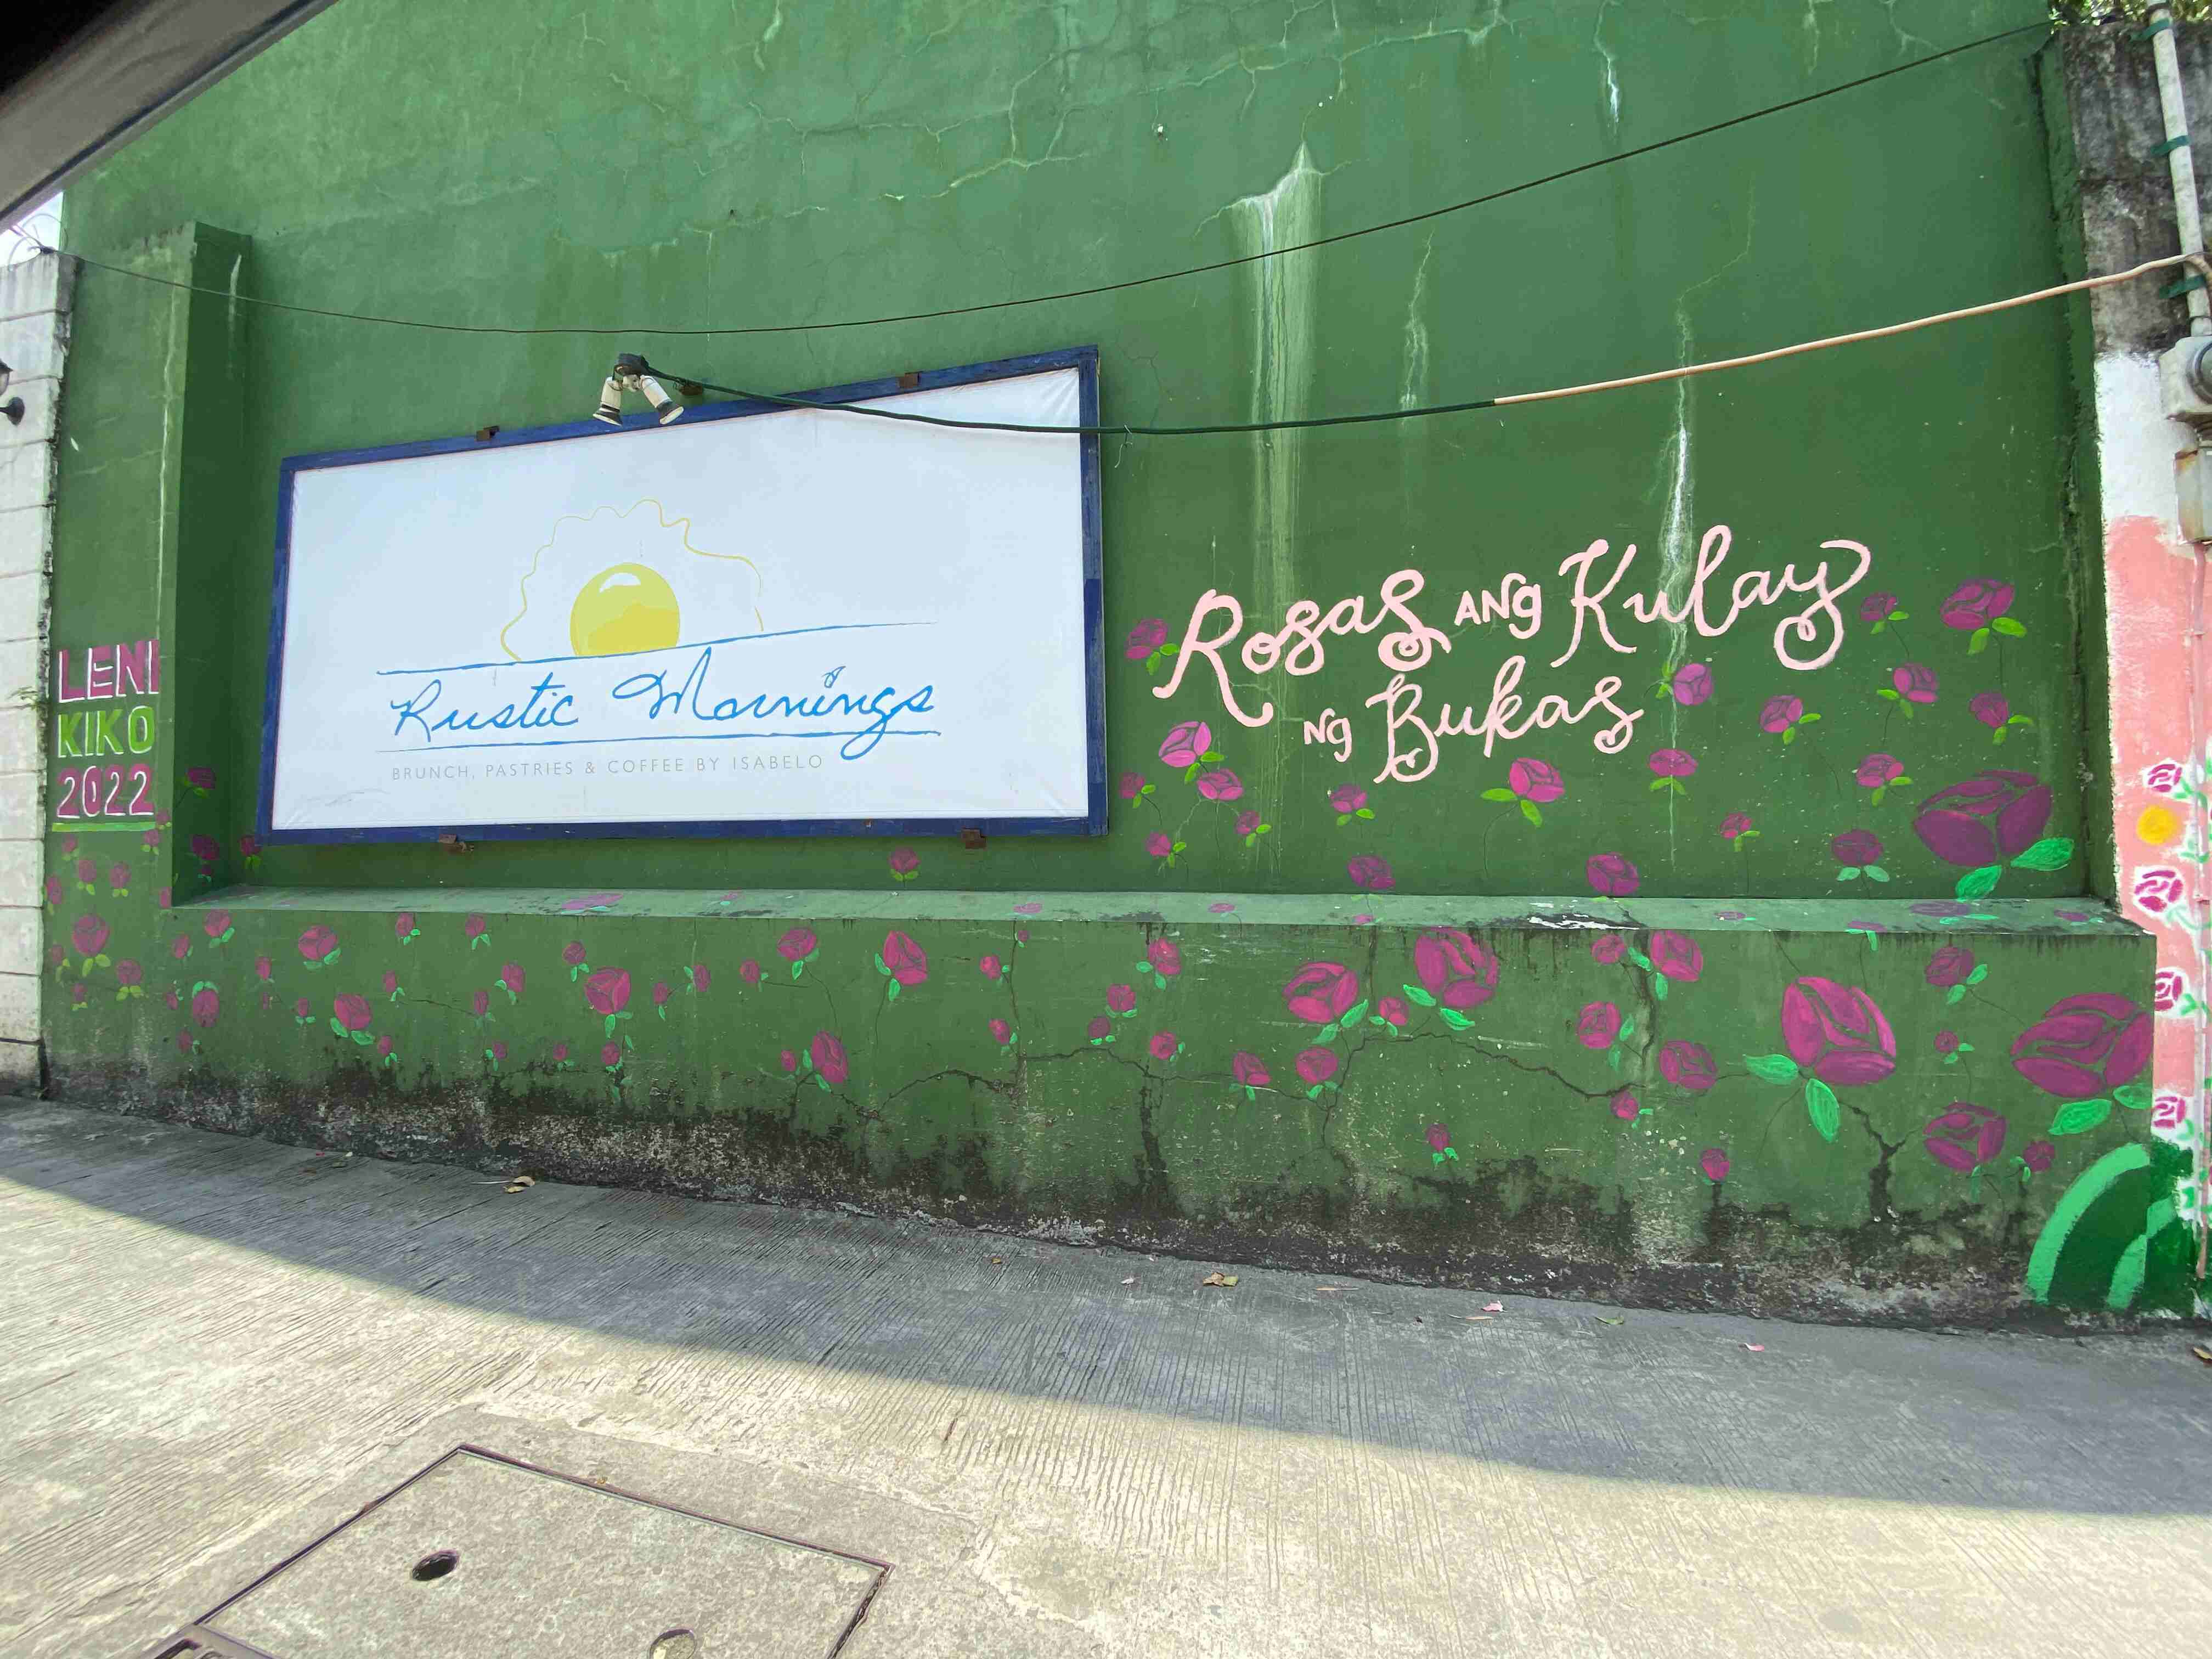 LENI
KIKO
2022
Rustic Mornings
BRUNCH, PASTRIES & COFFEE BY ISABELO
Rosas ANg Kulay
Ng Bukas